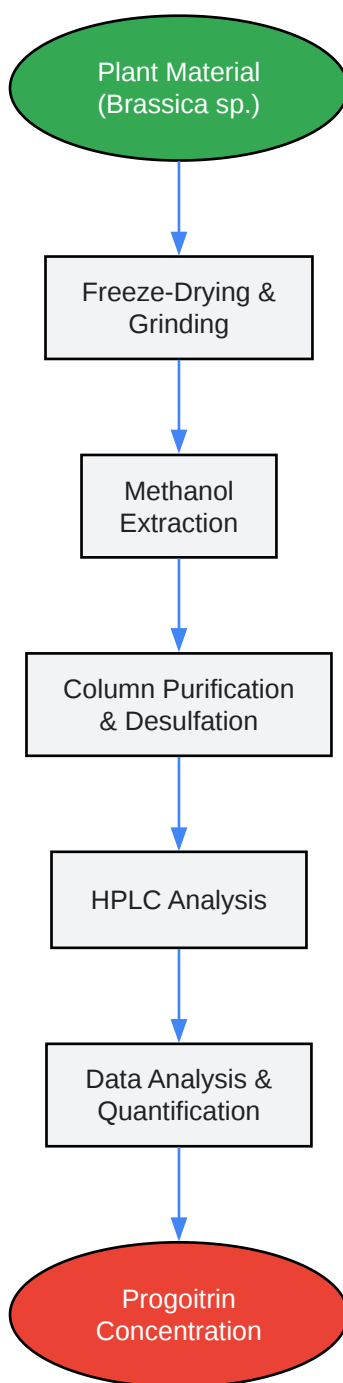 Plant Material
(Brassica sp.)
Freeze-Drying &
Grinding
Methanol
Extraction
Column Purification
& Desulfation
HPLC Analysis
Data Analysis &
Quantification
Progoitrin
Concentration